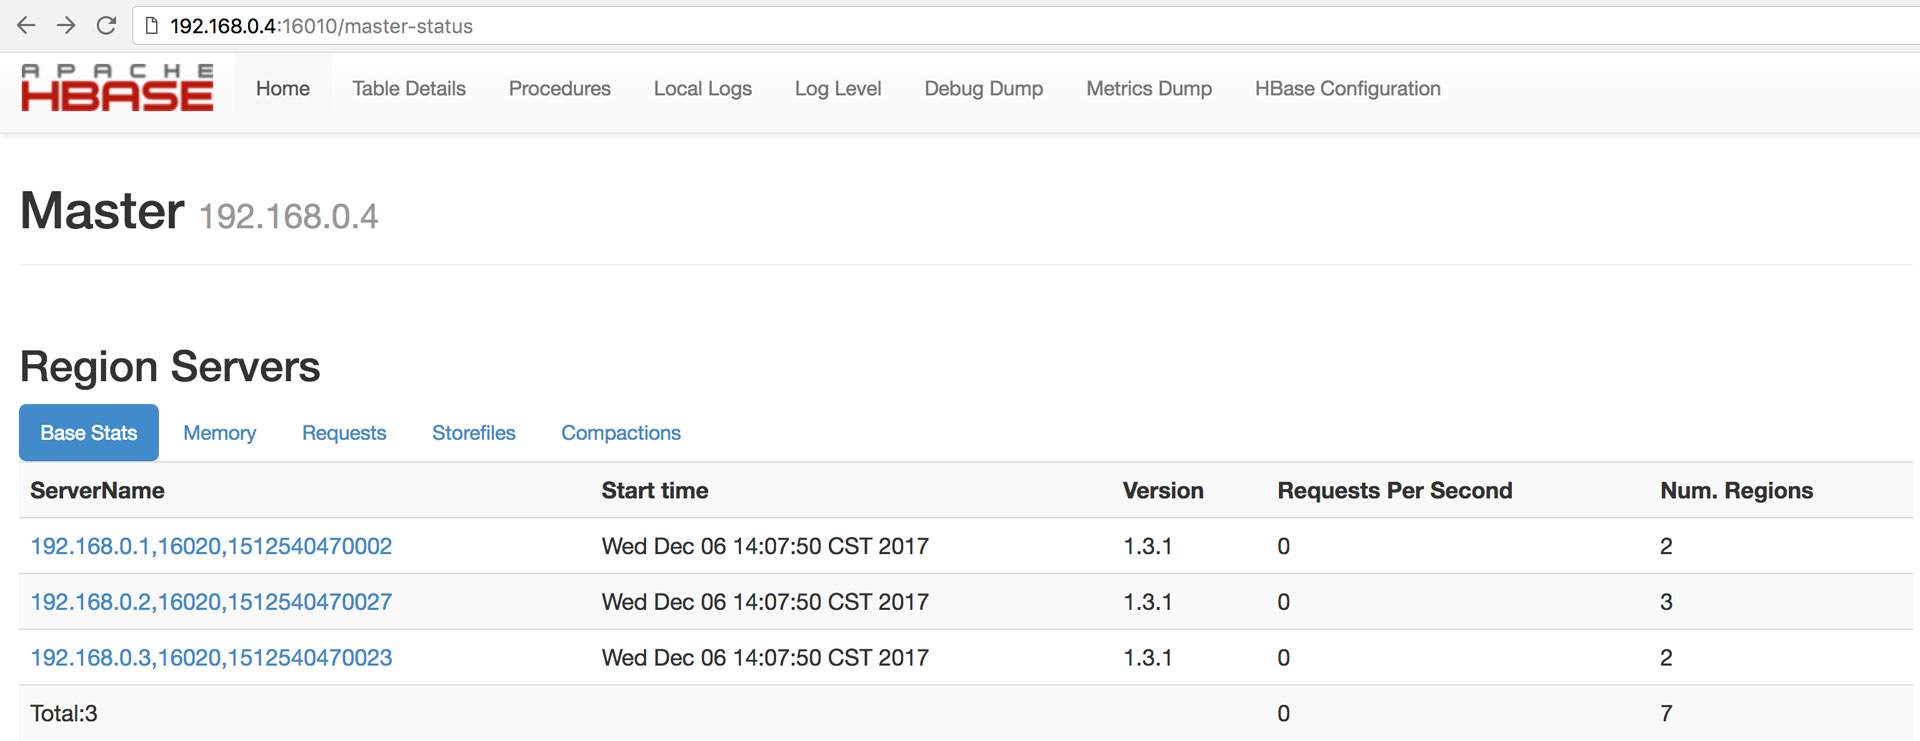 192.168.0.4:16010/master-status
APACHE
HBASE
Home Table Details Procedures Local Logs Log Level Debug Dump Metrics Dump HBase Configuration
Master 192.168.0.4
Region Servers
Base Stats Memory Requests Storefiles Compactions
ServerName Start time Version Requests Per Second Num. Regions
192.168.0.1,16020,1512540470002 Wed Dec 06 14:07:50 CST 2017 1.3.1 0 2
192.168.0.2,16020,1512540470027 Wed Dec 06 14:07:50 CST 2017 1.3.1 0 3
192.168.0.3,16020,1512540470023 Wed Dec 06 14:07:50 CST 2017 1.3.1 0 2
Total:3 0 7